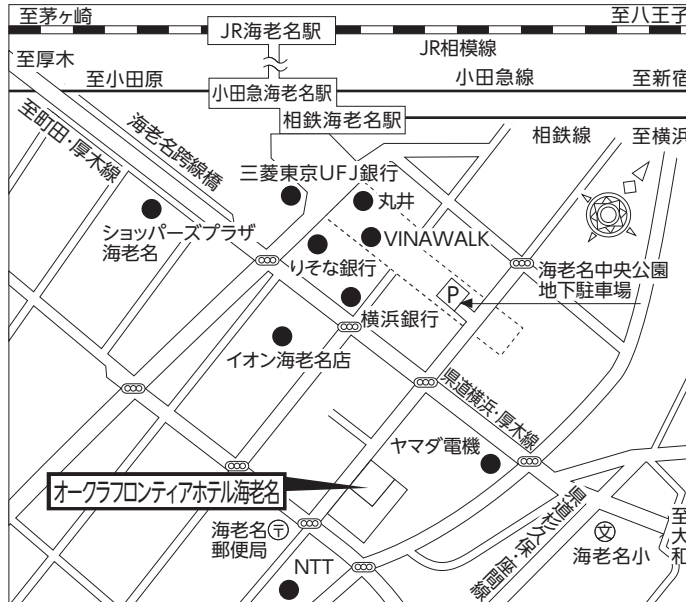 至茅ヶ崎
至八王子
JR海老名駅
JR相模線
至厚木
至小田原
小田急線
至新宿
小田急海老名駅
相鉄海老名駅
相鉄線
至横浜
至町田・厚木線
海老名跨線橋
三菱東京UFJ銀行
丸井
ショッパーズプラザ
海老名
VINAWALK
りそな銀行
海老名中央公園
地下駐車場
P
横浜銀行
イオン海老名店
県道横浜・厚木線
ヤマダ電機
オークラフロンティアホテル海老名
海老名
郵便局
〒
県道杉久保・座間線
文
海老名小
至大和
NTT